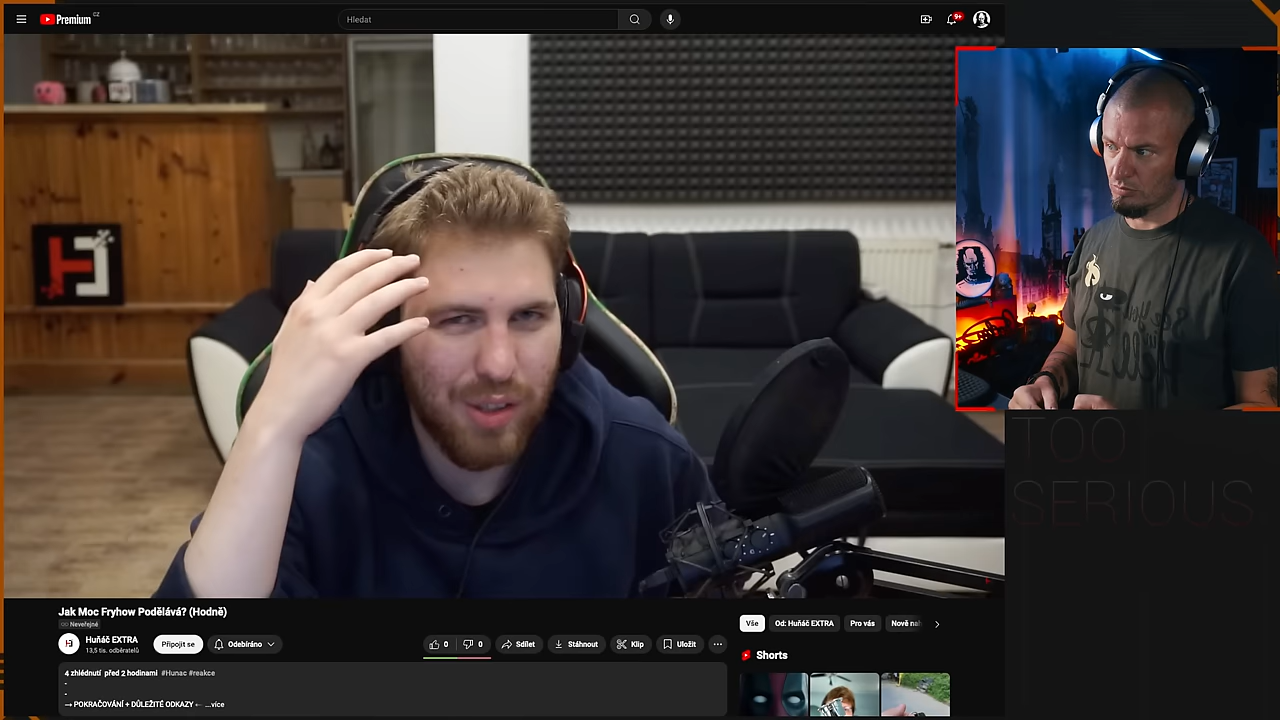 Premium CZ
Hledat
9+
TOO
SERIOUS
Jak Moc Fryhow Podělává? (Hodně)
Neveřejné
Huňáč EXTRA
13,5 tis. odběratelů
Připojit se
Odebíráno
0
0
Sdílet
Stáhnout
Klip
Uložit
Vše
Od: Huňáč EXTRA
Pro vás
Nově na
Shorts
4 zhlédnutí před 2 hodinami #Hunac #reakce
-
-
→ POKRAČOVÁNÍ + DŮLEŽITÉ ODKAZY ← ...více